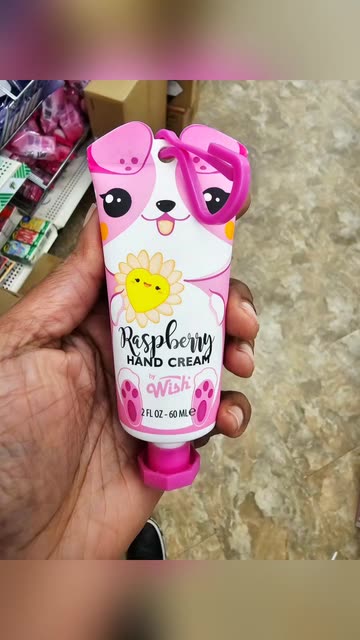 Raspberry
HAND CREAM
by Wish
2 FL OZ - 60 ML e